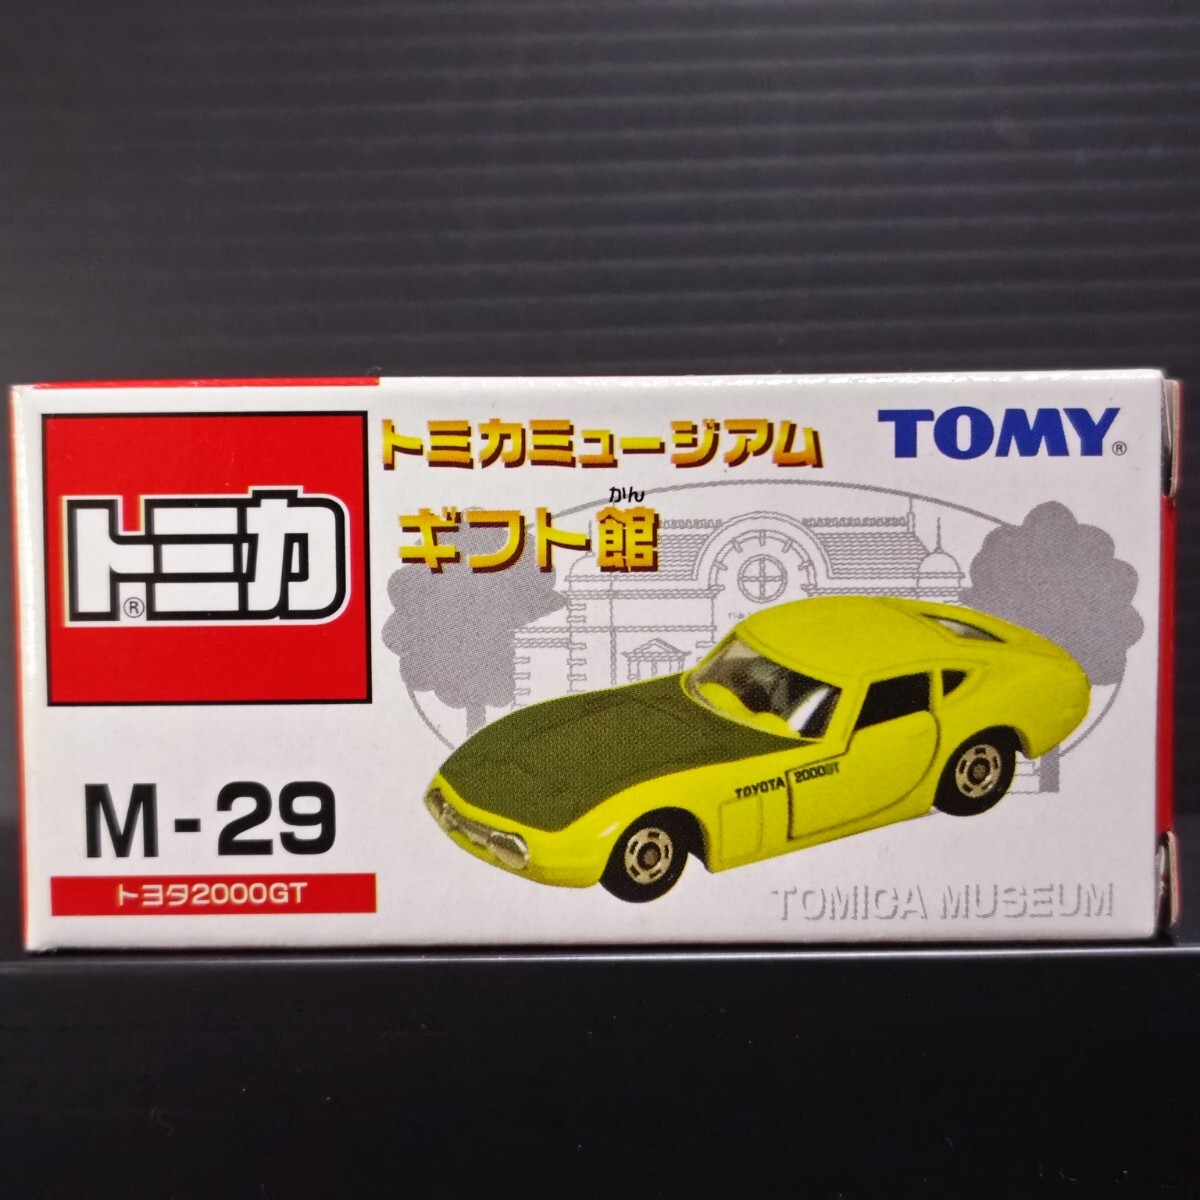 トミカ®
トミカミュージアム
ギフト館
かん
TOMY®
M-29
トヨタ2000GT
TOYOTA 2000GT
TOMICA MUSEUM